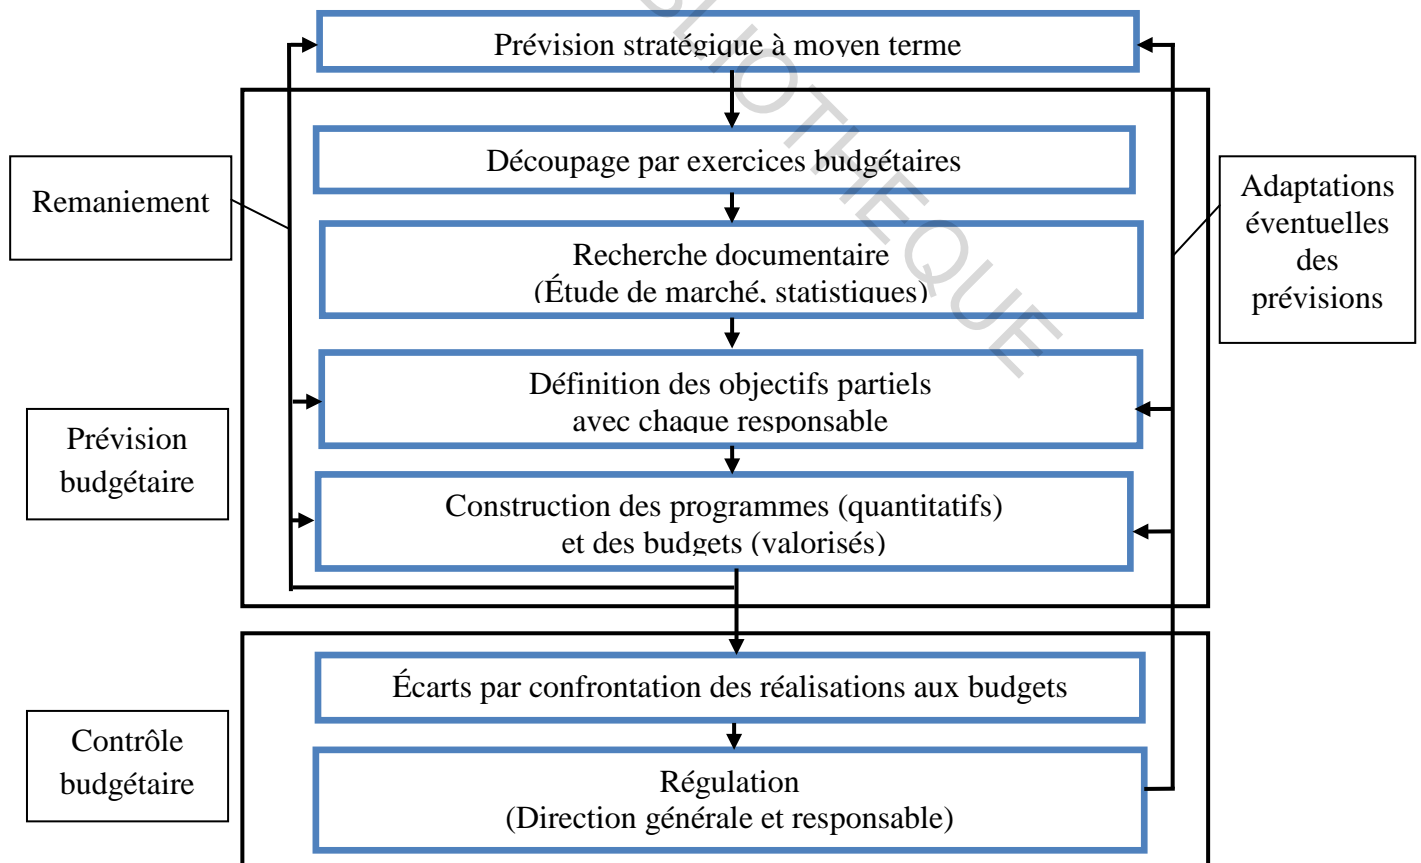 Prévision stratégique à moyen terme
Découpage par exercices budgétaires
Remaniement
Adaptations
éventuelles
des
prévisions
Recherche documentaire
(Étude de marché, statistiques)
Définition des objectifs partiels
avec chaque responsable
Prévision
budgétaire
Construction des programmes (quantitatifs)
et des budgets (valorisés)
Écarts par confrontation des réalisations aux budgets
Contrôle
budgétaire
Régulation
(Direction générale et responsable)